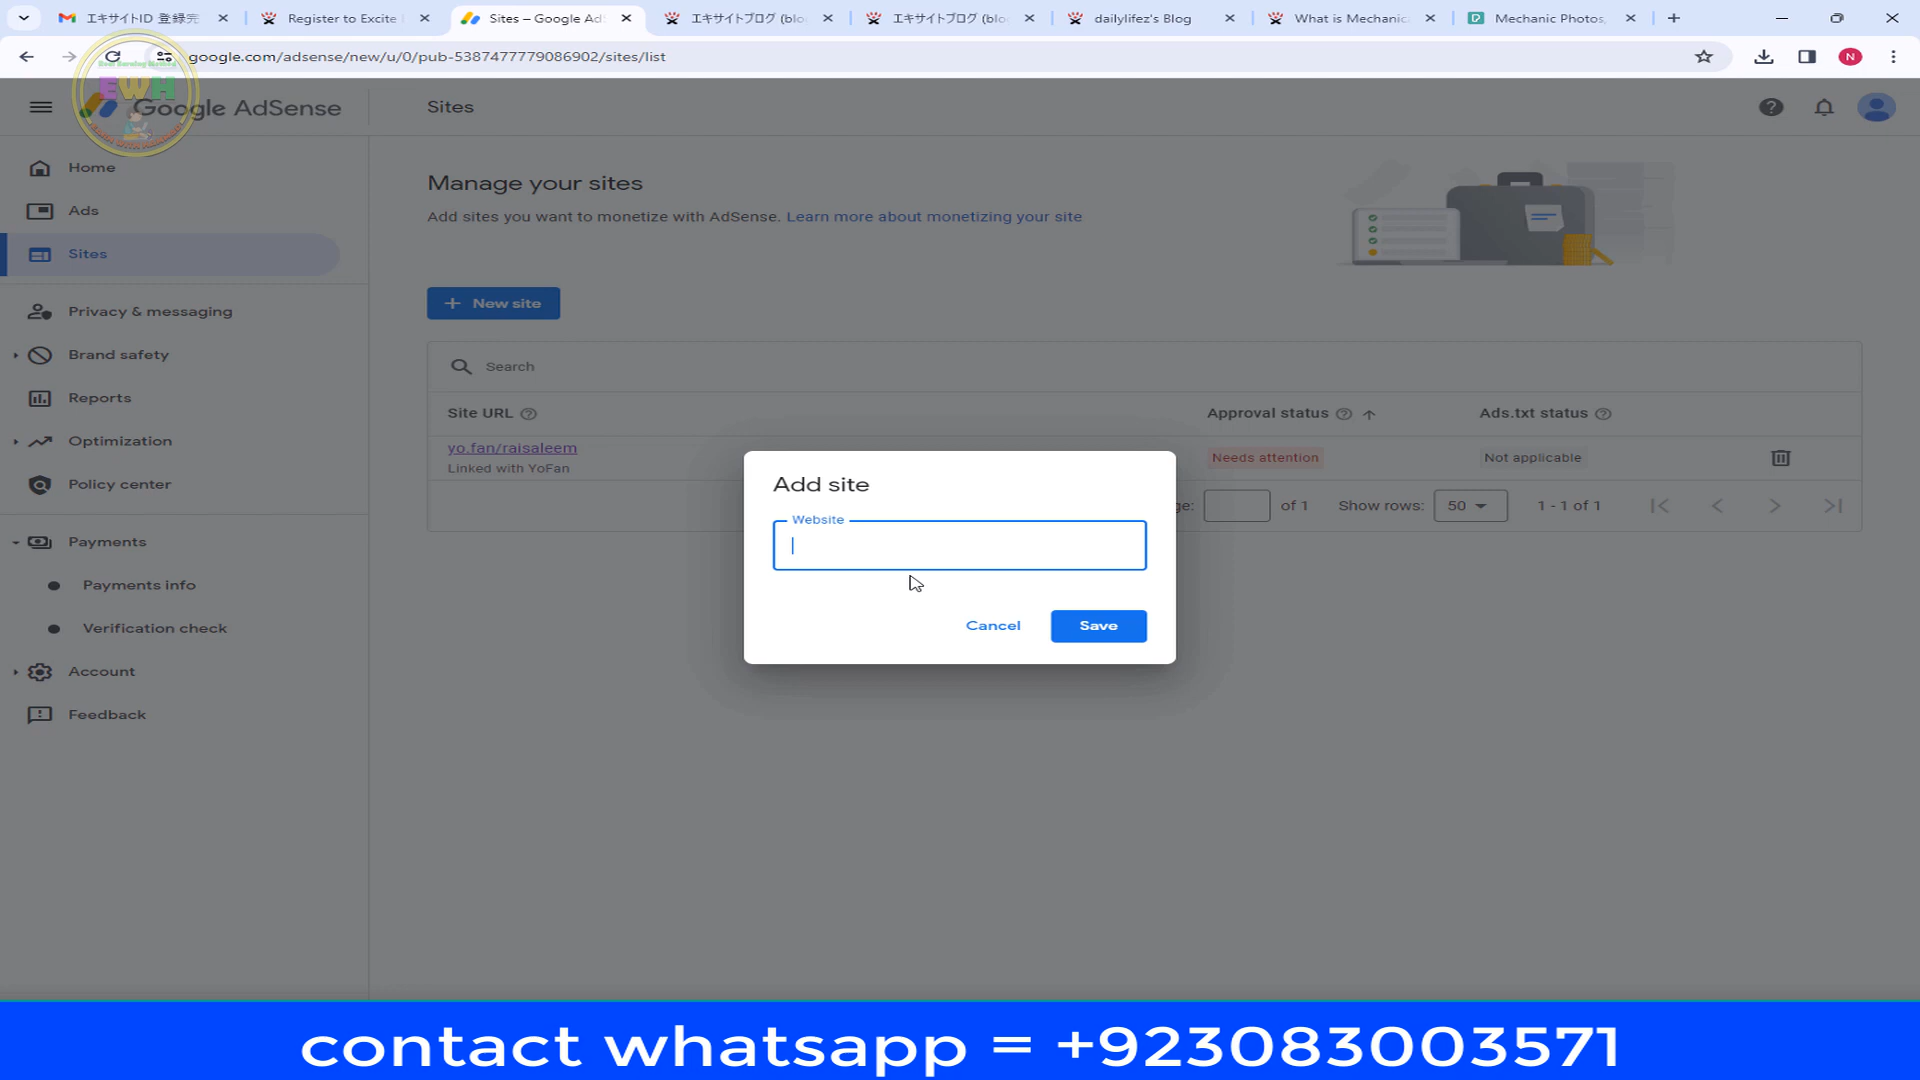 エキサイトID 登録完
Register to Excite
Sites – Google Ad
エキサイトブログ (blo
エキサイトブログ (blo
dailylifez's Blog
What is Mechanic
Mechanic Photos,
google.com/adsense/new/u/0/pub-5387477779086902/sites/list
N
EWH
Google AdSense
Sites
Home
Ads
Sites
Privacy & messaging
Brand safety
Reports
Optimization
Policy center
Payments
Payments info
Verification check
Account
Feedback
Manage your sites
Add sites you want to monetize with AdSense. Learn more about monetizing your site
+ New site
Search
Site URL
Approval status
Ads.txt status
yo.fan/raisaleem
Linked with YoFan
Needs attention
Not applicable
ge:
of 1
Show rows:
50
1 - 1 of 1
Add site
Website
Cancel
Save
contact whatsapp = +923083003571